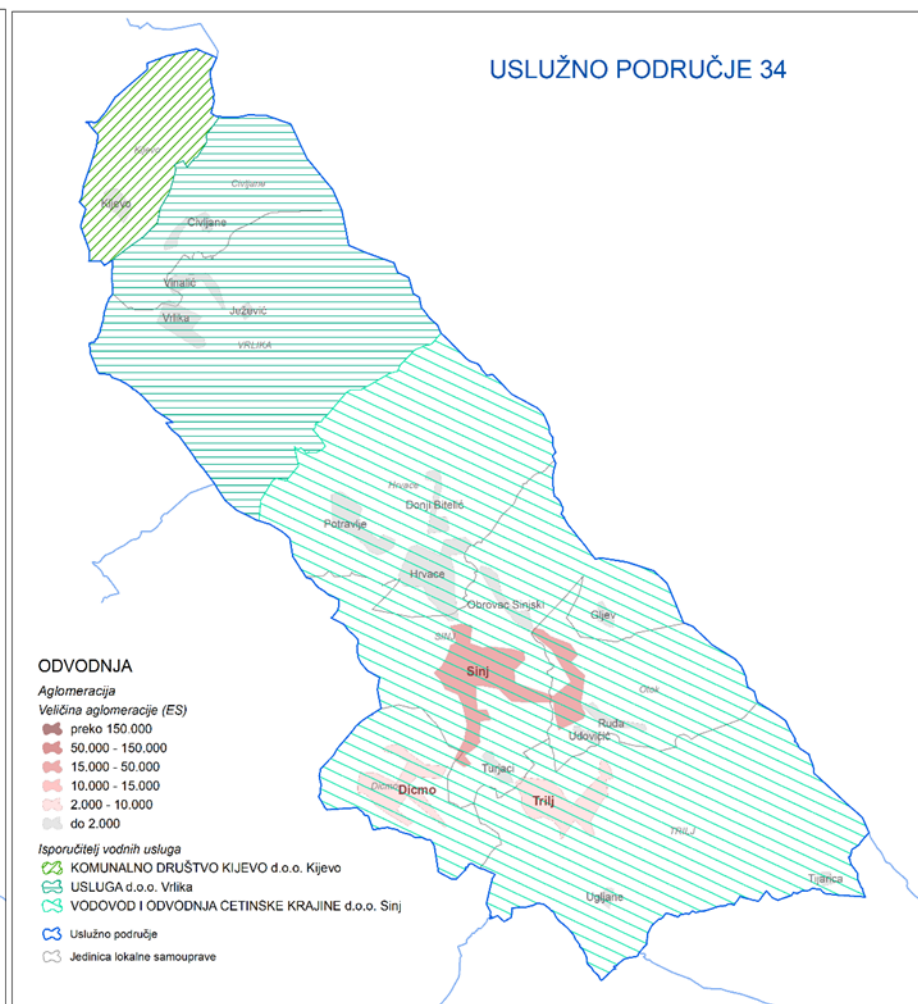 USLUŽNO PODRUČJE 34
Kijevo
Kijevo
Civljane
Civljane
Vinalić
Vrlika
Ježević
VRLIKA
Hrvace
Donji Bitelić
Potravlje
Hrvace
Obrovac Sinjski
Gljev
SINJ
Sinj
Otok
Ruda
Udovičić
Turjaci
Dicmo
Dicmo
Trilj
TRILJ
Tijarica
Ugljane
ODVODNJA
Aglomeracija
Veličina aglomeracije (ES)
preko 150.000
50.000 - 150.000
15.000 - 50.000
10.000 - 15.000
2.000 - 10.000
do 2.000
Isporučitelj vodnih usluga
KOMUNALNO DRUŠTVO KIJEVO d.o.o. Kijevo
USLUGA d.o.o. Vrlika
VODOVOD I ODVODNJA CETINSKE KRAJINE d.o.o. Sinj
Uslužno područje
Jedinica lokalne samouprave